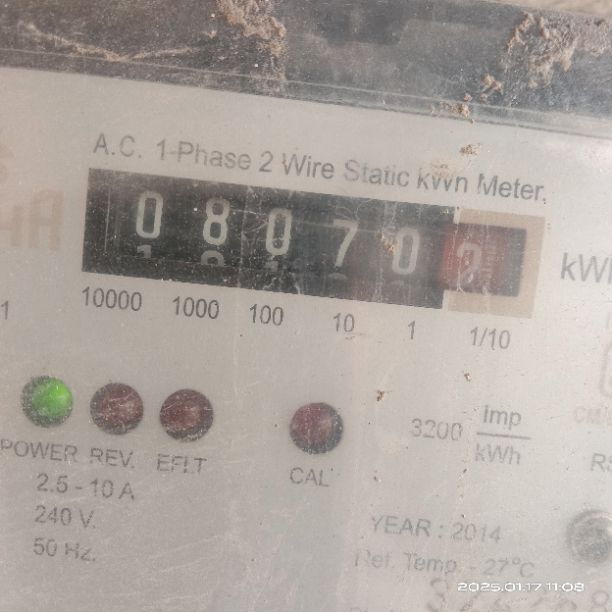 A.C. 1-Phase 2 Wire Static kWh Meter.
0 8 0 7 0
kWh
10000 1000 100 10 1 1/10
3200 Imp
kWh
POWER REV. EFLT
CAL
2.5 - 10 A
240 V.
50 Hz.
YEAR : 2014
Ref. Temp. - 27°C
2025.01.17 11:08